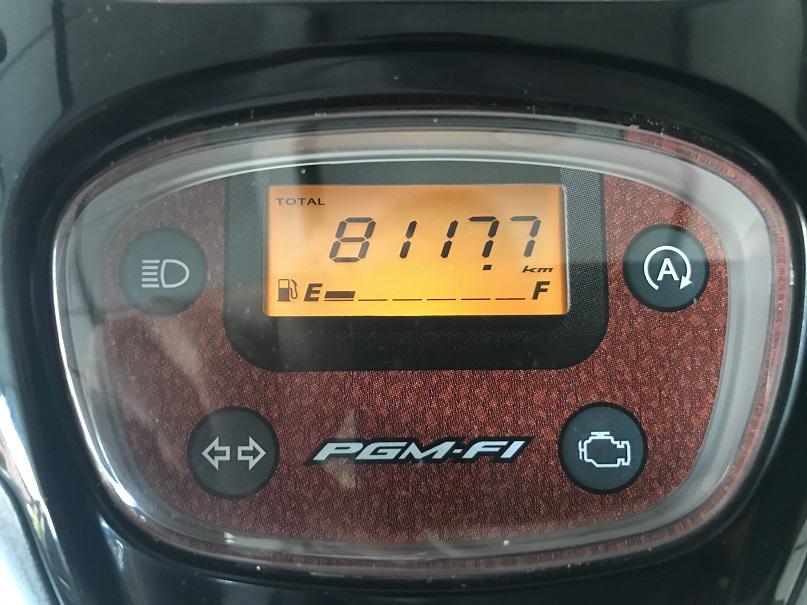 TOTAL
8117.7
km
E F
A
PGM-FI